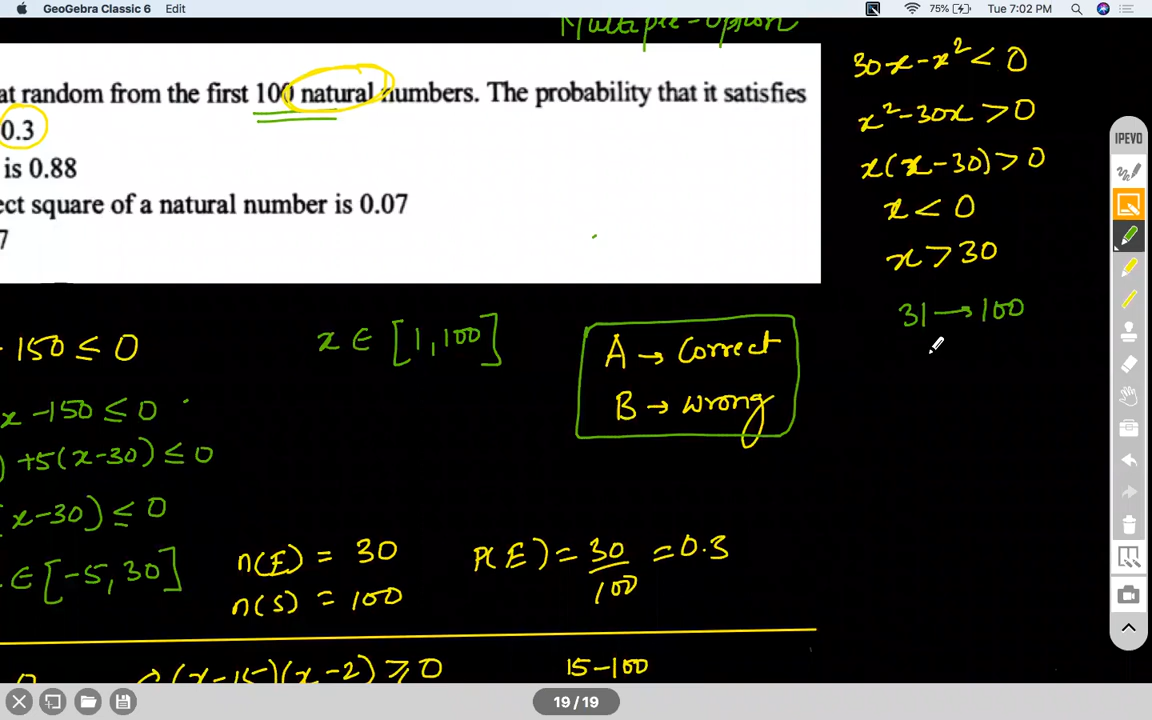 GeoGebra Classic 6 Edit 75% Tue 7:02 PM
Multiple-option
at random from the first 100 natural numbers. The probability that it satisfies
0.3
is 0.88
ect square of a natural number is 0.07
7
30x-x²<0
x²-30x>0
x(x-30)>0
x<0
x>30
31→100
IPEVO
-150≤0
x-150≤0
)+5(x-30)≤0
(x-30)≤0
∈[-5,30]
x∈[1,100]
A→Correct
B→wrong
n(E)=30
n(S)=100
P(E)=30/100=0.3
(x-15)(x-2)≥0
15-100
19/19